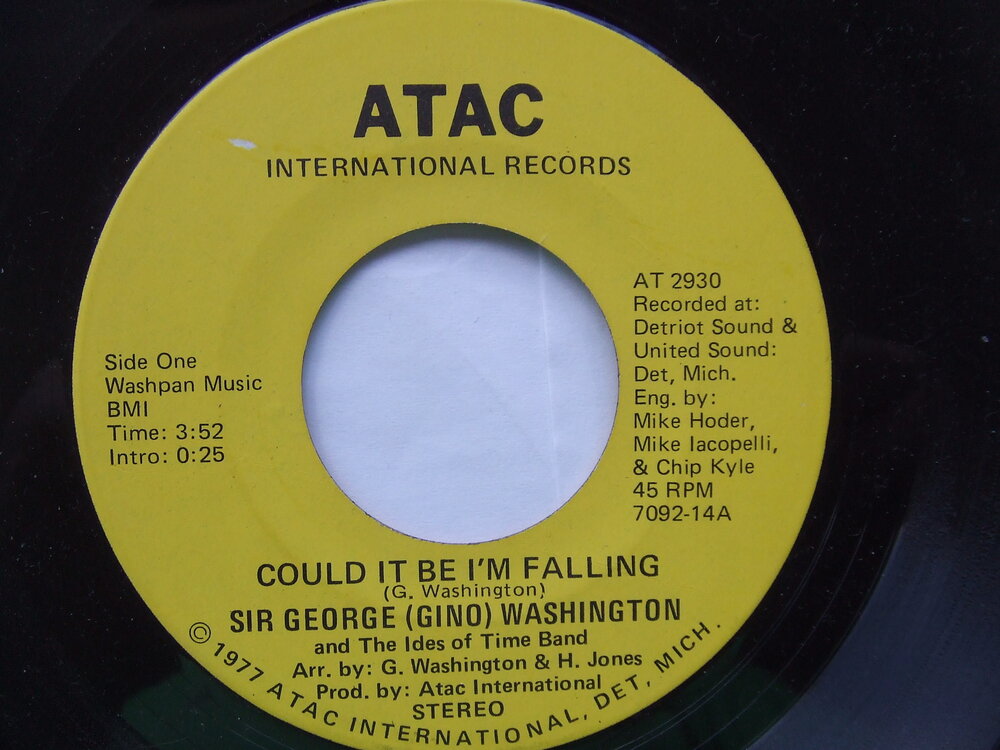 ATAC
INTERNATIONAL RECORDS
Side One
Washpan Music
BMI
Time: 3:52
Intro: 0:25
AT 2930
Recorded at:
Detriot Sound &
United Sound:
Det, Mich.
Eng. by:
Mike Hoder,
Mike Iacopelli,
& Chip Kyle
45 RPM
7092-14A
COULD IT BE I'M FALLING
(G. Washington)
SIR GEORGE (GINO) WASHINGTON
and The Ides of Time Band
Arr. by: G. Washington & H. Jones
Prod. by: Atac International
STEREO
© 1977 ATAC INTERNATIONAL, DET, MICH.